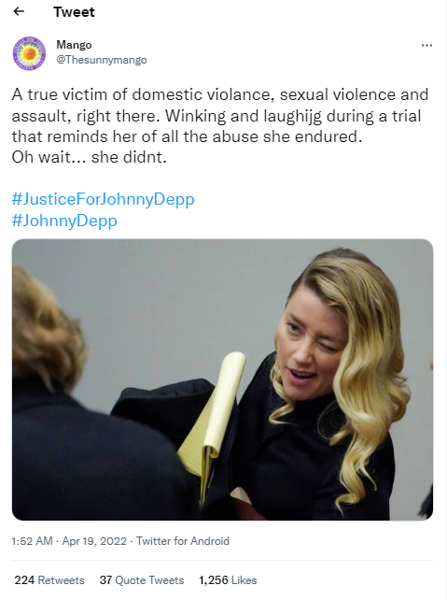 Tweet
Mango
@Thesunnymango
A true victim of domestic violance, sexual violence and
assault, right there. Winking and laughijg during a trial
that reminds her of all the abuse she endured.
Oh wait... she didnt.
#JusticeForJohnnyDepp
#JohnnyDepp
1:52 AM · Apr 19, 2022 · Twitter for Android
224 Retweets 37 Quote Tweets 1,256 Likes